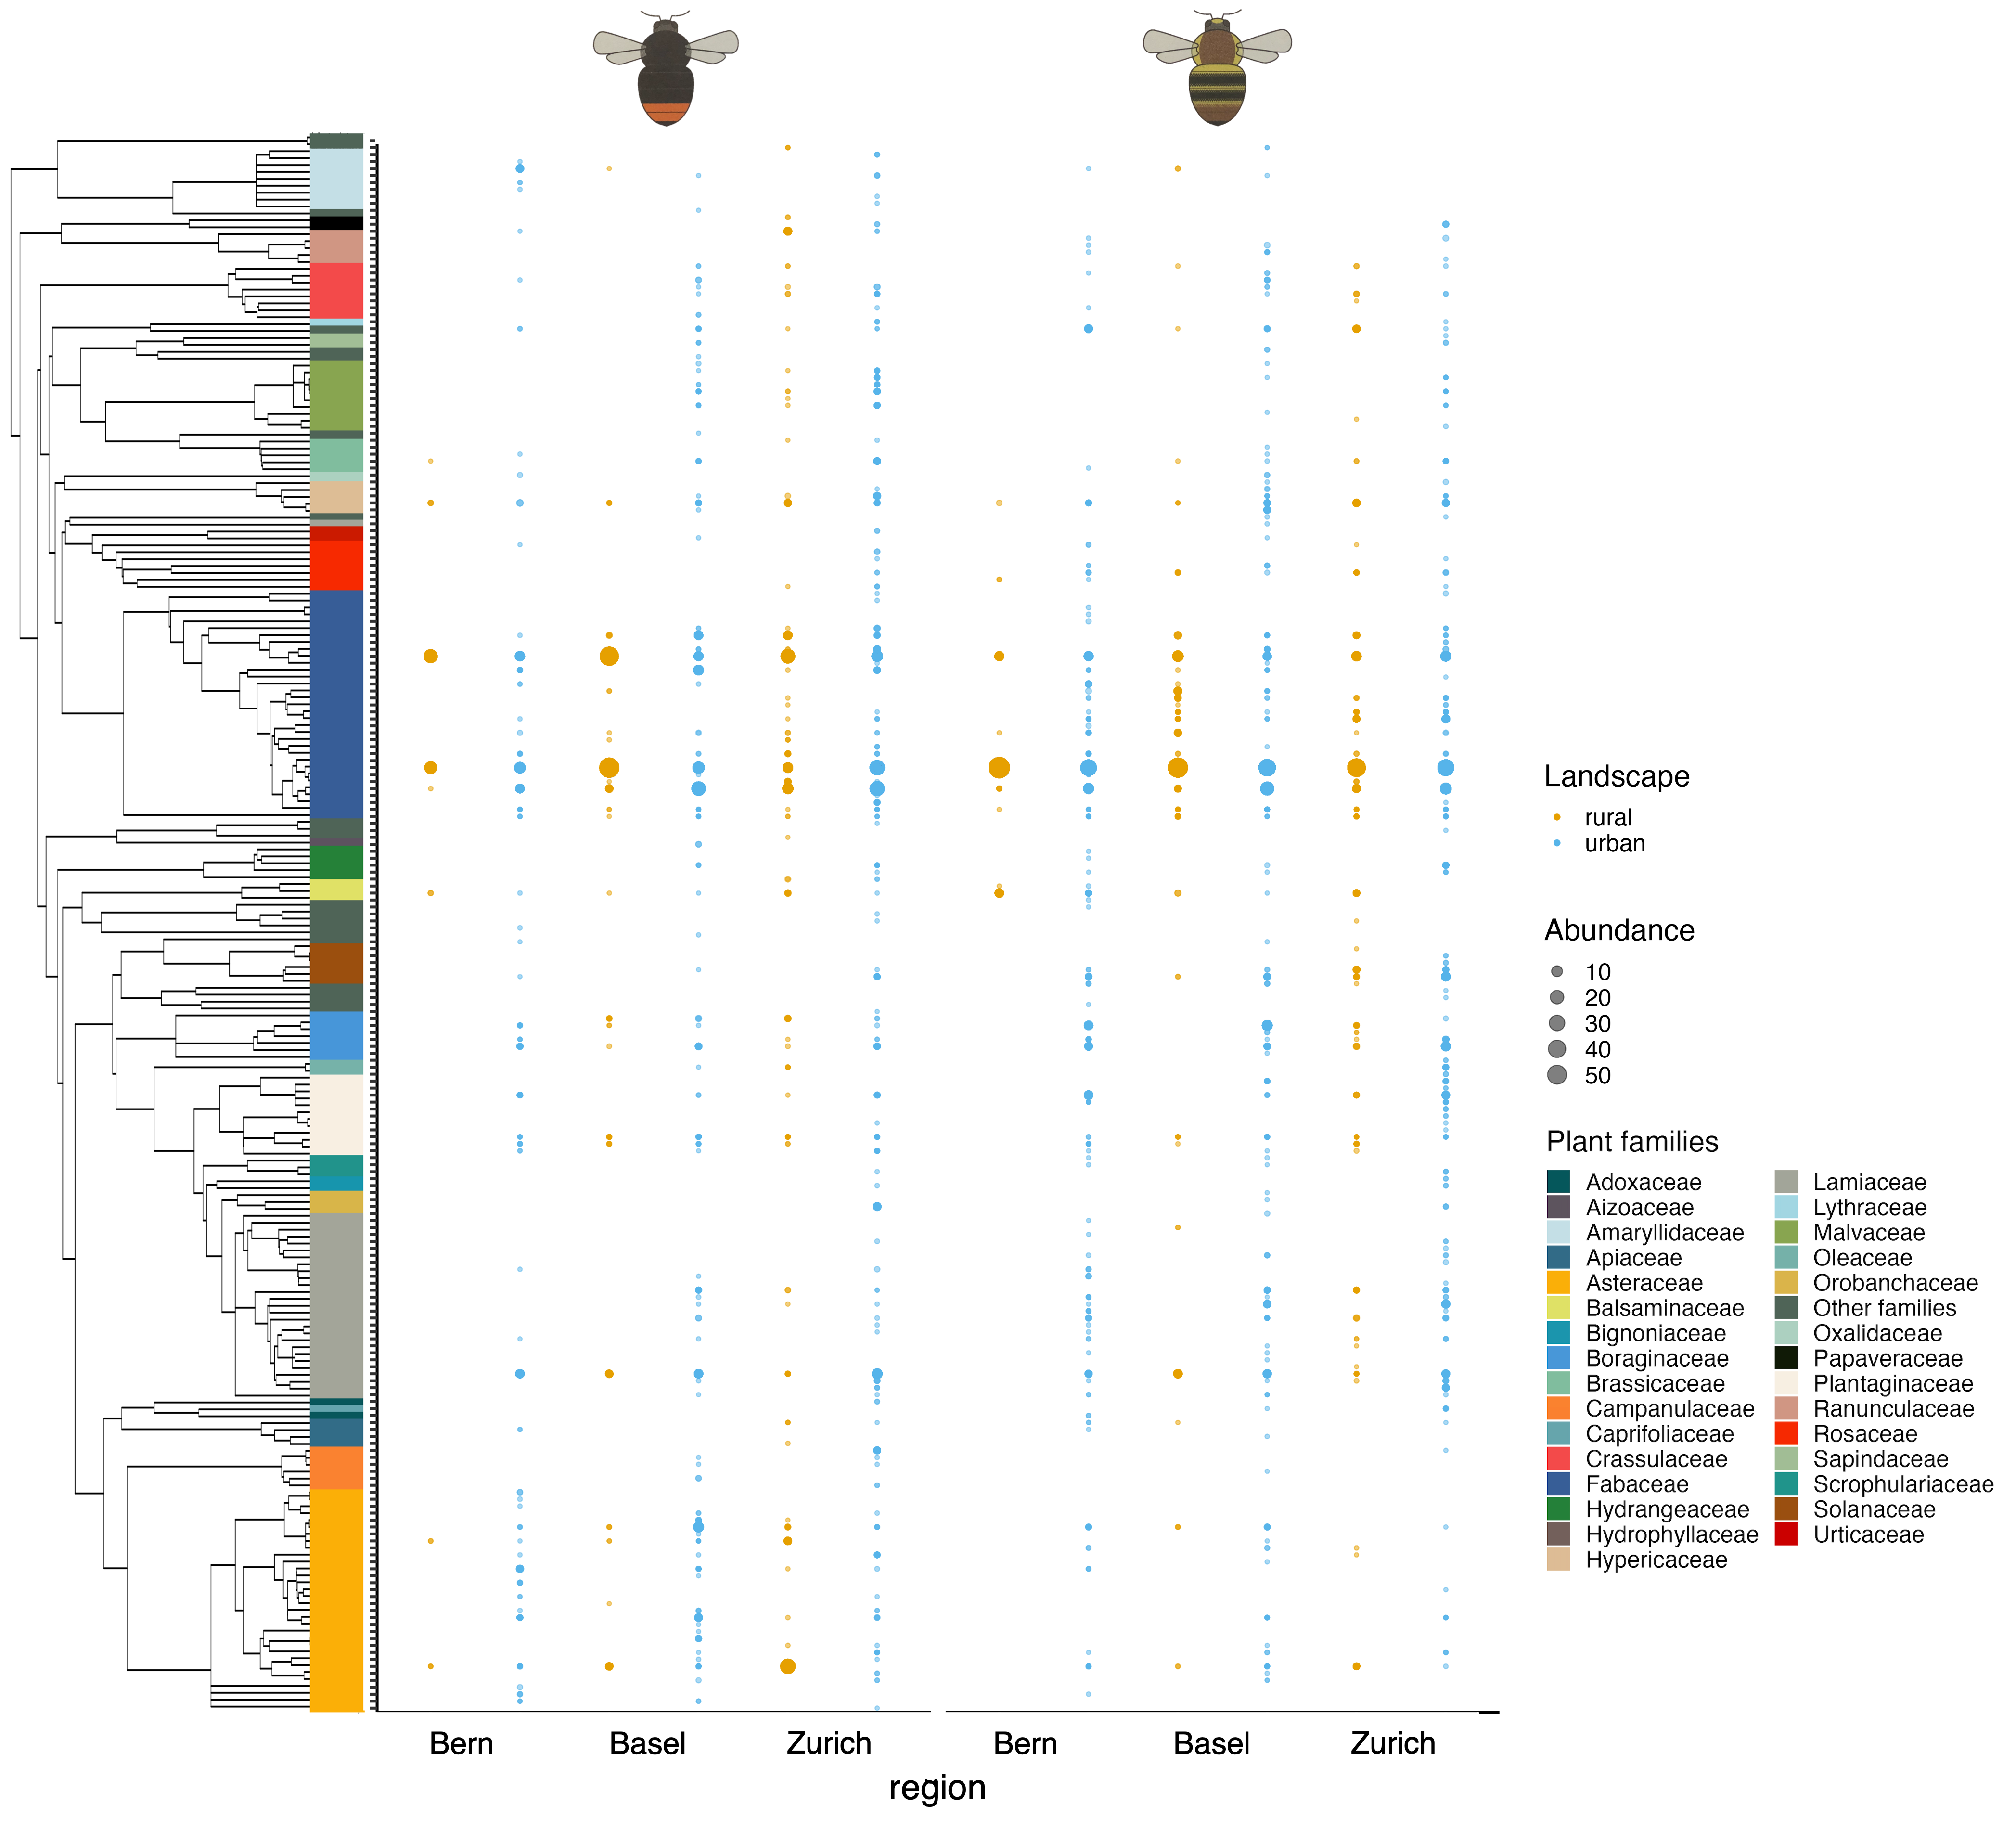 Landscape
rural
urban
Abundance
10
20
30
40
50
Plant families
Adoxaceae
Aizoaceae
Amaryllidaceae
Apiaceae
Asteraceae
Balsaminaceae
Bignoniaceae
Boraginaceae
Brassicaceae
Campanulaceae
Caprifoliaceae
Crassulaceae
Fabaceae
Hydrangeaceae
Hydrophyllaceae
Hypericaceae
Lamiaceae
Lythraceae
Malvaceae
Oleaceae
Orobanchaceae
Other families
Oxalidaceae
Papaveraceae
Plantaginaceae
Ranunculaceae
Rosaceae
Sapindaceae
Scrophulariaceae
Solanaceae
Urticaceae
Bern Basel Zurich Bern Basel Zurich
region